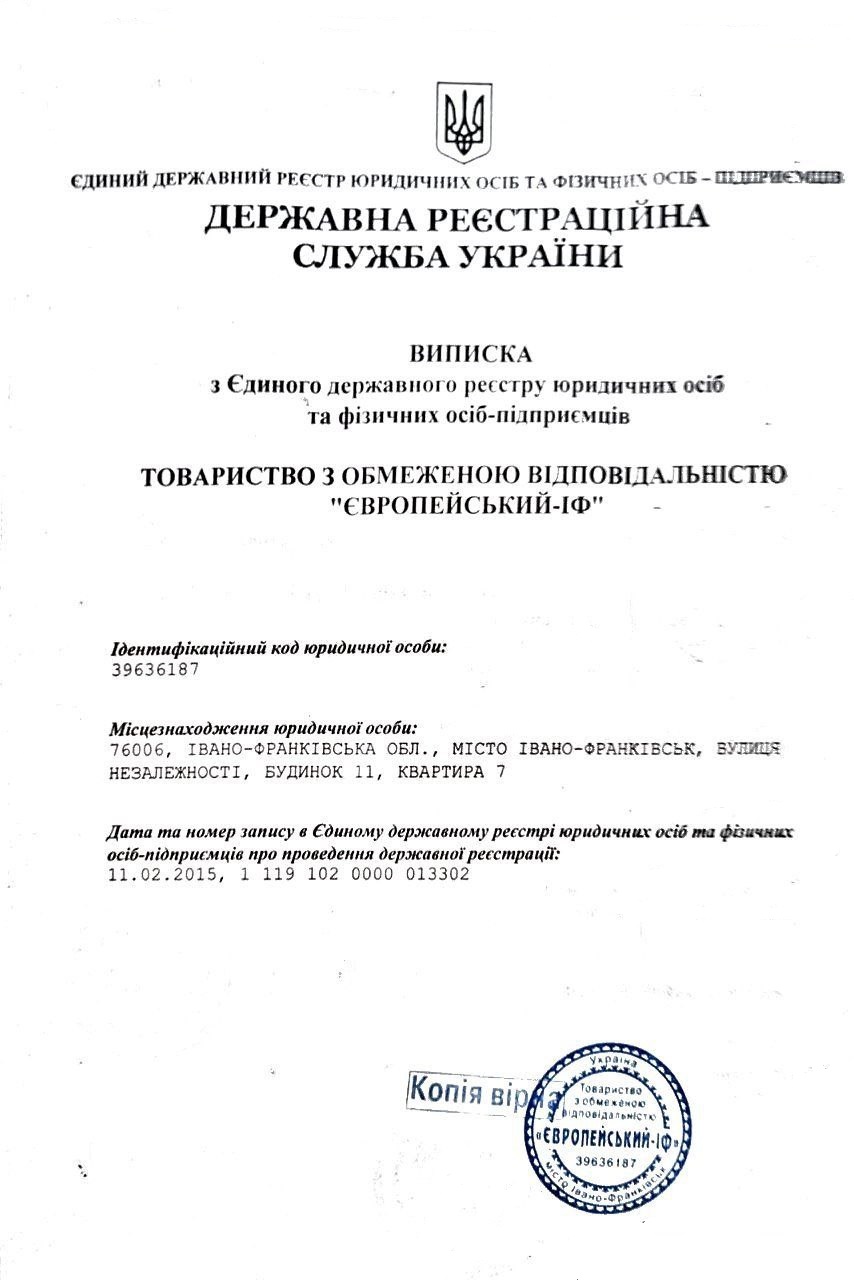 ЄДИНИЙ ДЕРЖАВНИЙ РЕЄСТР ЮРИДИЧНИХ ОСІБ ТА ФІЗИЧНИХ ОСІБ – ПІДПРИЄМЦІВ
ДЕРЖАВНА РЕЄСТРАЦІЙНА
СЛУЖБА УКРАЇНИ
ВИПИСКА
з Єдиного державного реєстру юридичних осіб
та фізичних осіб-підприємців
ТОВАРИСТВО З ОБМЕЖЕНОЮ ВІДПОВІДАЛЬНІСТЮ
"ЄВРОПЕЙСЬКИЙ-ІФ"
Ідентифікаційний код юридичної особи:
39636187
Місцезнаходження юридичної особи:
76006, ІВАНО-ФРАНКІВСЬКА ОБЛ., МІСТО ІВАНО-ФРАНКІВСЬК, ВУЛИЦЯ
НЕЗАЛЕЖНОСТІ, БУДИНОК 11, КВАРТИРА 7
Дата та номер запису в Єдиному державному реєстрі юридичних осіб та фізичних
осіб-підприємців про проведення державної реєстрації:
11.02.2015, 1 119 102 0000 013302
Копія вірна
Україна
Товариство
з обмеженою
відповідальністю
«ЄВРОПЕЙСЬКИЙ-ІФ»
39636187
місто Івано-Франківськ